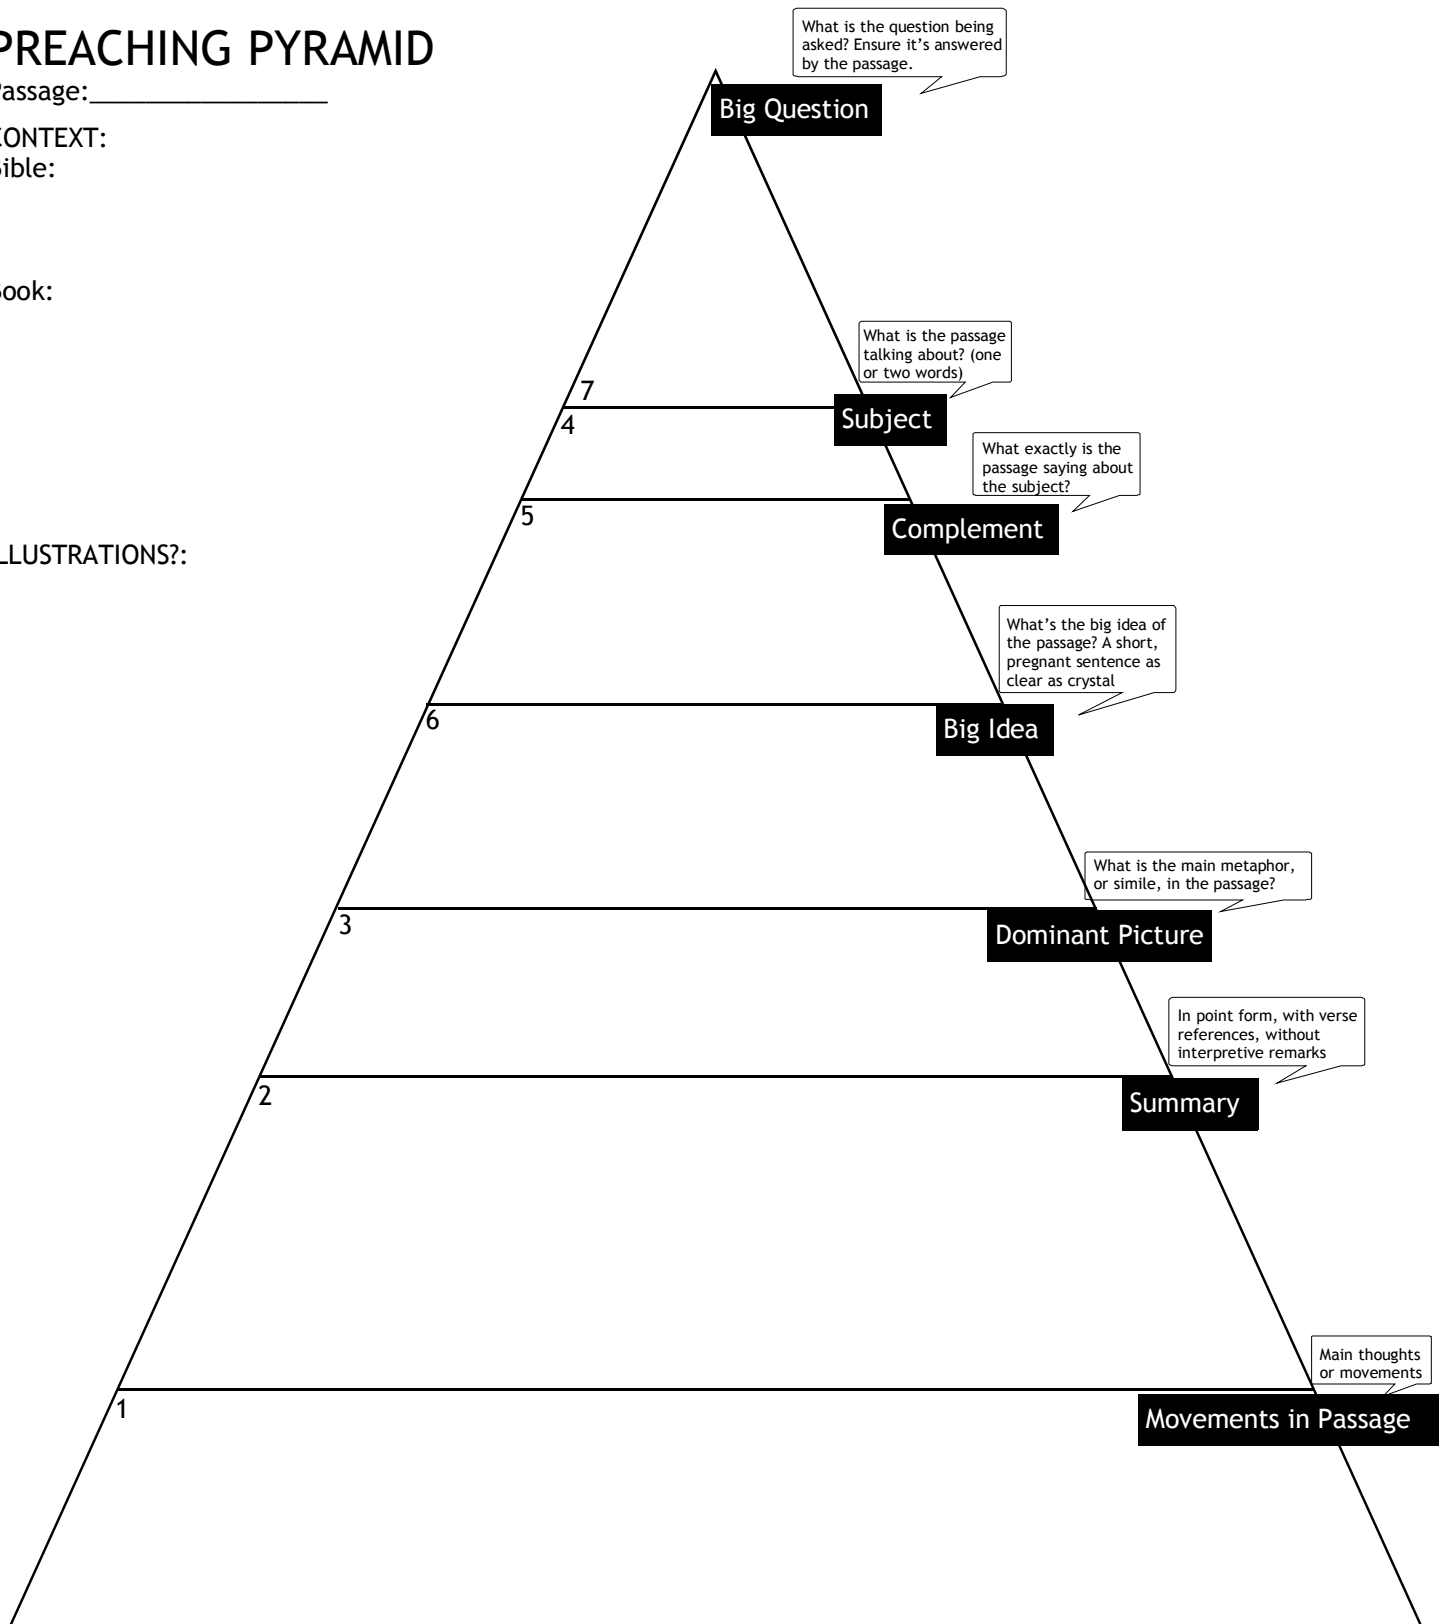 PREACHING PYRAMID
Passage:_________________
CONTEXT:
Bible:
Book:
ILLUSTRATIONS?:
What is the question being
asked? Ensure it's answered
by the passage.
Big Question
7
What is the passage
talking about? (one
or two words)
4
Subject
What exactly is the
passage saying about
the subject?
5
Complement
What's the big idea of
the passage? A short,
pregnant sentence as
clear as crystal
6
Big Idea
What is the main metaphor,
or simile, in the passage?
3
Dominant Picture
In point form, with verse
references, without
interpretive remarks
2
Summary
Main thoughts
or movements
1
Movements in Passage